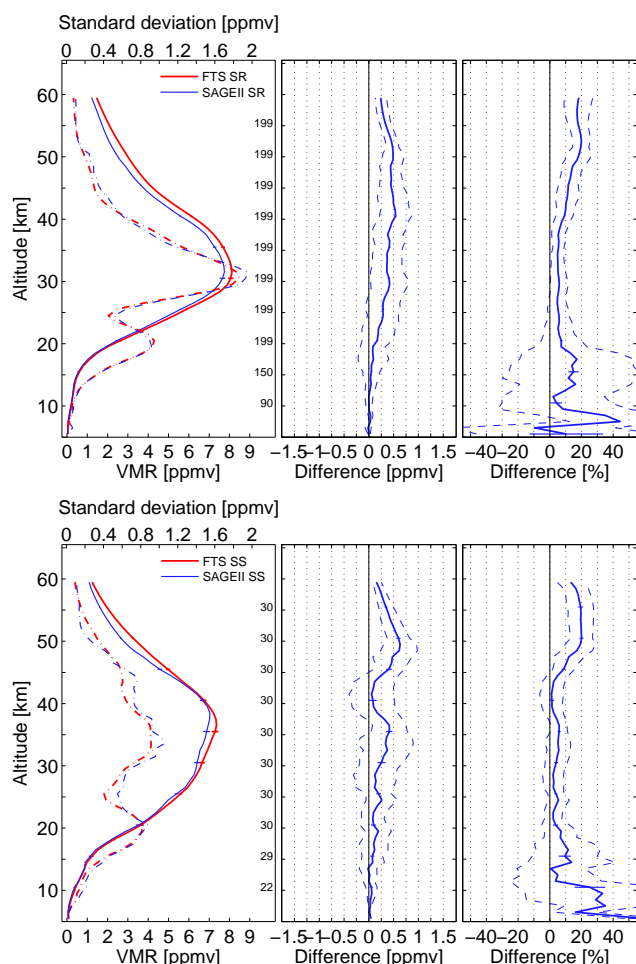 Standard deviation [ppmv]
0 0.4 0.8 1.2 1.6 2
FTS SR
SAGEII SR
60
50
40
30
20
10
Altitude [km]
199
199
199
199
199
199
199
199
150
90
0 1 2 3 4 5 6 7 8 9
VMR [ppmv]
−1.5−1−0.5 0 0.5 1 1.5
Difference [ppmv]
−40−20 0 20 40
Difference [%]
Standard deviation [ppmv]
0 0.4 0.8 1.2 1.6 2
FTS SS
SAGEII SS
60
50
40
30
20
10
Altitude [km]
30
30
30
30
30
30
30
30
29
22
0 1 2 3 4 5 6 7 8 9
VMR [ppmv]
−1.5−1−0.5 0 0.5 1 1.5
Difference [ppmv]
−40−20 0 20 40
Difference [%]